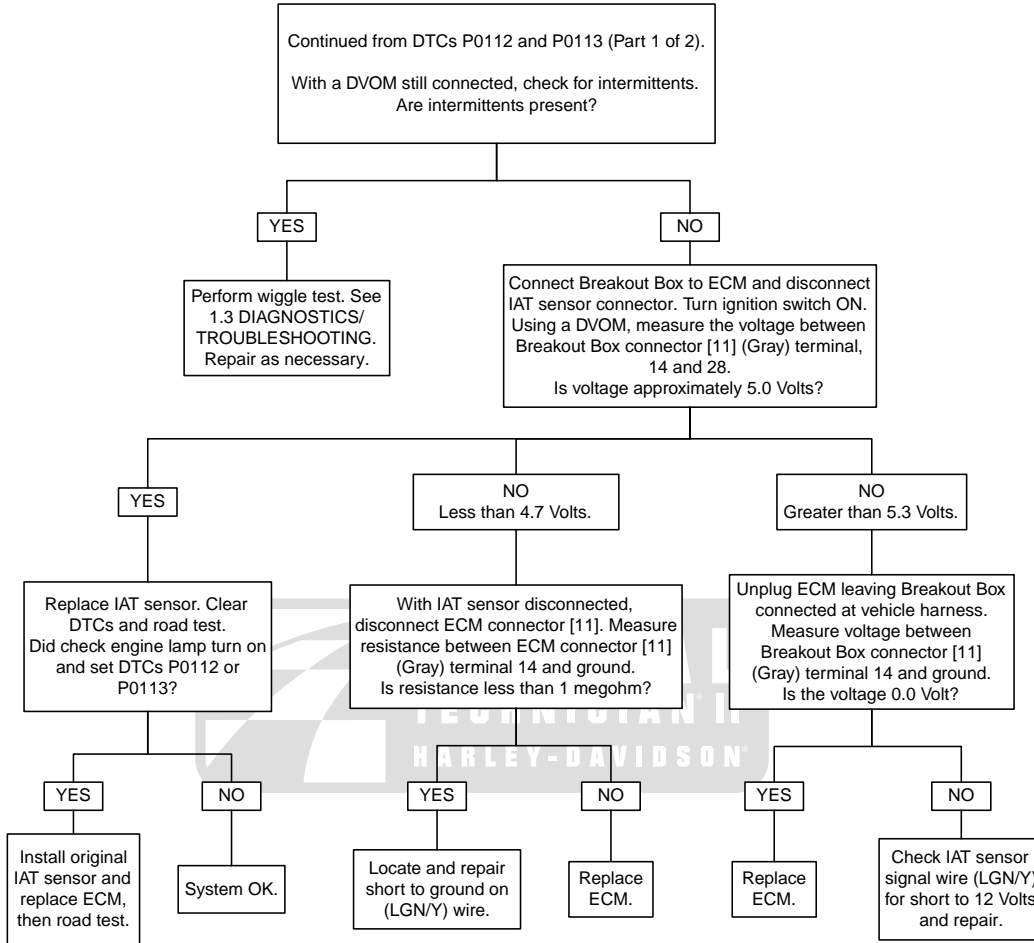 Continued from DTCs P0112 and P0113 (Part 1 of 2).
With a DVOM still connected, check for intermittents.
Are intermittents present?
YES
NO
Perform wiggle test. See
1.3 DIAGNOSTICS/
TROUBLESHOOTING.
Repair as necessary.
Connect Breakout Box to ECM and disconnect
IAT sensor connector. Turn ignition switch ON.
Using a DVOM, measure the voltage between
Breakout Box connector [11] (Gray) terminal,
14 and 28.
Is voltage approximately 5.0 Volts?
YES
NO
Less than 4.7 Volts.
NO
Greater than 5.3 Volts.
Replace IAT sensor. Clear
DTCs and road test.
Did check engine lamp turn on
and set DTCs P0112 or
P0113?
With IAT sensor disconnected,
disconnect ECM connector [11]. Measure
resistance between ECM connector [11]
(Gray) terminal 14 and ground.
Is resistance less than 1 megohm?
Unplug ECM leaving Breakout Box
connected at vehicle harness.
Measure voltage between
Breakout Box connector [11]
(Gray) terminal 14 and ground.
Is the voltage 0.0 Volt?
TECHNICIAN II
HARLEY-DAVIDSON®
YES
NO
YES
NO
YES
NO
Install original
IAT sensor and
replace ECM,
then road test.
System OK.
Locate and repair
short to ground on
(LGN/Y) wire.
Replace
ECM.
Replace
ECM.
Check IAT sensor
signal wire (LGN/Y)
for short to 12 Volts
and repair.